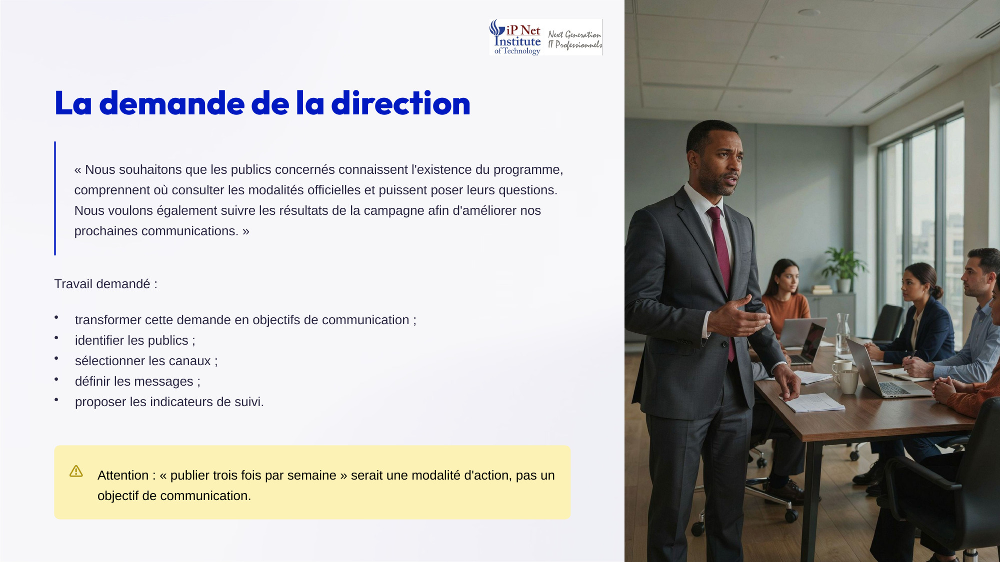 iP Net
Institute
of Technology
Next Generation
IT Professionnels
La demande de la direction
« Nous souhaitons que les publics concernés connaissent l'existence du programme,
comprennent où consulter les modalités officielles et puissent poser leurs questions.
Nous voulons également suivre les résultats de la campagne afin d'améliorer nos
prochaines communications. »
Travail demandé :
• transformer cette demande en objectifs de communication ;
• identifier les publics ;
• sélectionner les canaux ;
• définir les messages ;
• proposer les indicateurs de suivi.
Attention : « publier trois fois par semaine » serait une modalité d'action, pas un
objectif de communication.